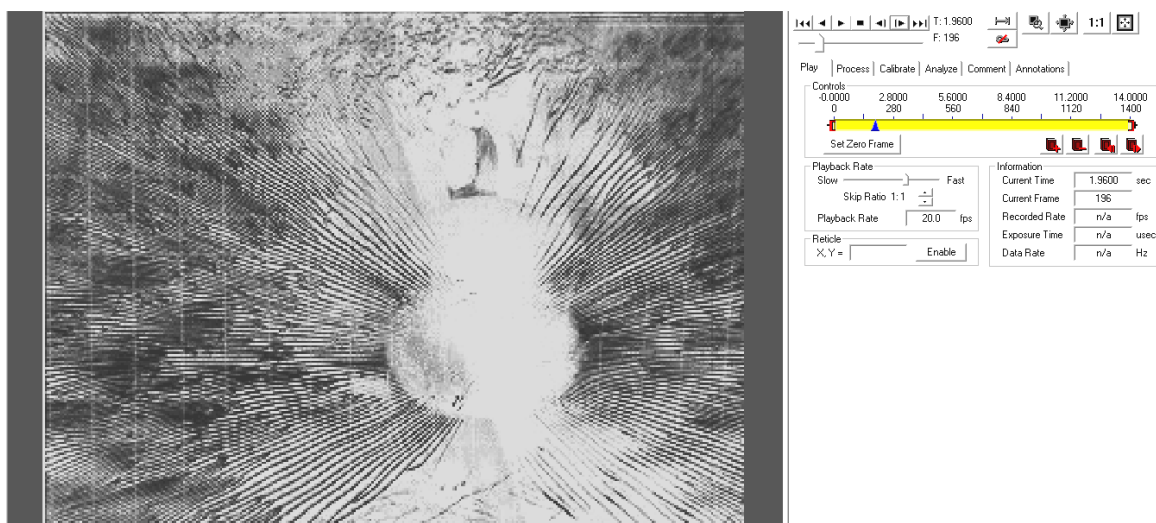 T: 1.9600
F: 196
1:1
Play Process Calibrate Analyze Comment Annotations
Controls
-0.0000 2.8000 5.6000 8.4000 11.2000 14.0000
0 280 560 840 1120 1400
Set Zero Frame
Playback Rate
Slow Fast
Skip Ratio 1:1
Playback Rate 20.0 fps
Reticle
X, Y = Enable
Information
Current Time 1.9600 sec
Current Frame 196
Recorded Rate n/a fps
Exposure Time n/a usec
Data Rate n/a Hz